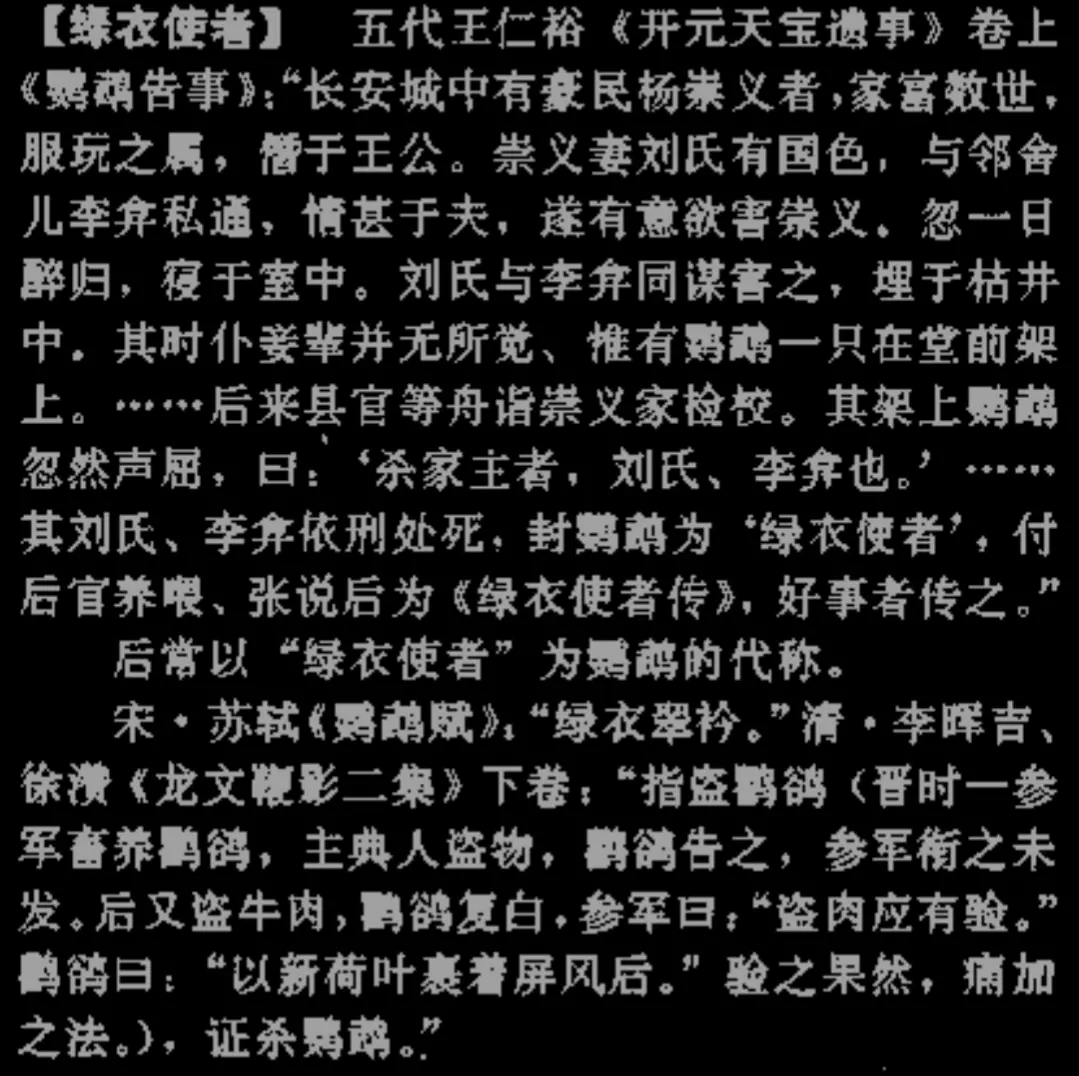 【绿衣使者】 五代王仁裕《开元天宝遗事》卷上
《鹦鹉告事》：“长安城中有豪民杨崇义者，家富数世，
服玩之属，僭于王公。崇义妻刘氏有国色，与邻舍
儿李弇私通，情甚于夫，遂有意欲害崇义。忽一日
醉归，寝于室中。刘氏与李弇同谋害之，埋于枯井
中。其时仆妾辈并无所觉、惟有鹦鹉一只在堂前架
上。……后来县官等舟诣崇义家检校。其架上鹦鹉
忽然声屈，曰：‘杀家主者，刘氏、李弇也。’……
其刘氏、李弇依刑处死，封鹦鹉为‘绿衣使者’，付
后官养喂、张说后为《绿衣使者传》，好事者传之。”
后常以“绿衣使者”为鹦鹉的代称。
宋·苏轼《鹦鹉赋》：“绿衣翠衿。”清·李晖吉、
徐灒《龙文鞭影二集》下卷：“指盗鹦鸽（晋时一参
军畜养鹦鸽，主典人盗物，鹦鸽告之，参军衔之未
发。后又盗牛肉，鹦鸽复白，参军曰：“盗肉应有验。”
鹦鸽曰：“以新荷叶裹着屏风后。”验之果然，痛加
之法。），证杀鹦鹉。”